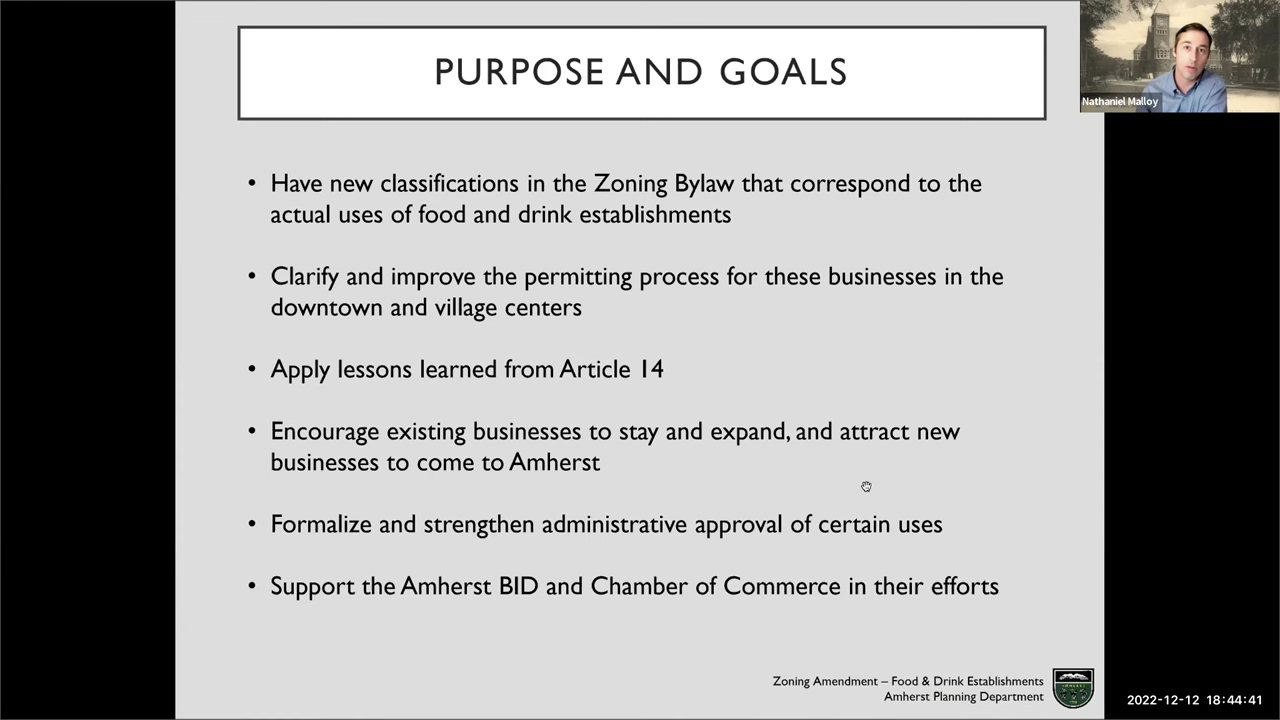 PURPOSE AND GOALS
Nathaniel Malloy
• Have new classifications in the Zoning Bylaw that correspond to the
actual uses of food and drink establishments
• Clarify and improve the permitting process for these businesses in the
downtown and village centers
• Apply lessons learned from Article 14
• Encourage existing businesses to stay and expand, and attract new
businesses to come to Amherst
• Formalize and strengthen administrative approval of certain uses
• Support the Amherst BID and Chamber of Commerce in their efforts
Zoning Amendment – Food & Drink Establishments
Amherst Planning Department
2022-12-12 18:44:41